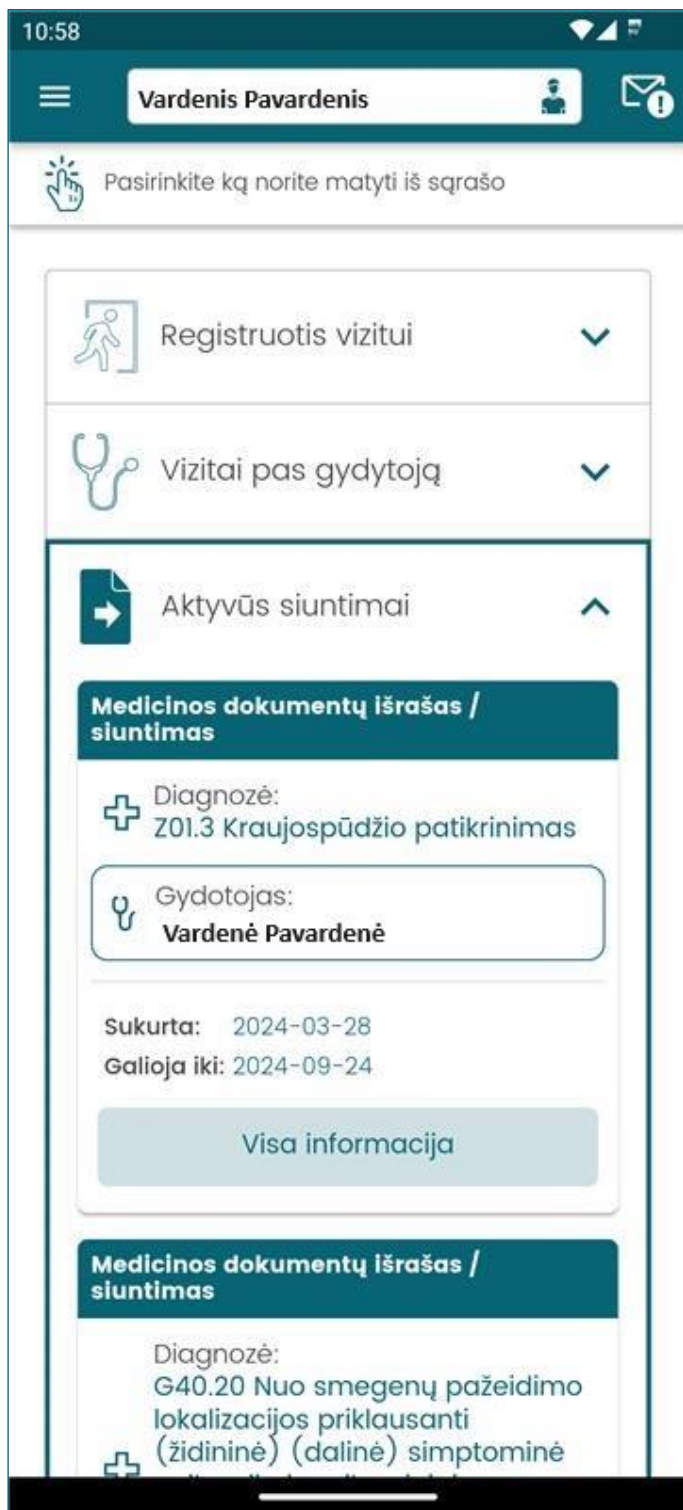 10:58
Vardenis Pavardenis
Pasirinkite ką norite matyti iš sąrašo
Registruotis vizitui
Vizitai pas gydytoją
Aktyvūs siuntimai
Medicinos dokumentų išrašas /
siuntimas
Diagnozė:
Z01.3 Kraujospūdžio patikrinimas
Gydotojas:
Vardenė Pavardenė
Sukurta: 2024-03-28
Galioja iki: 2024-09-24
Visa informacija
Medicinos dokumentų išrašas /
siuntimas
Diagnozė:
G40.20 Nuo smegenų pažeidimo
lokalizacijos priklausanti
(židininė) (dalinė) simptominė